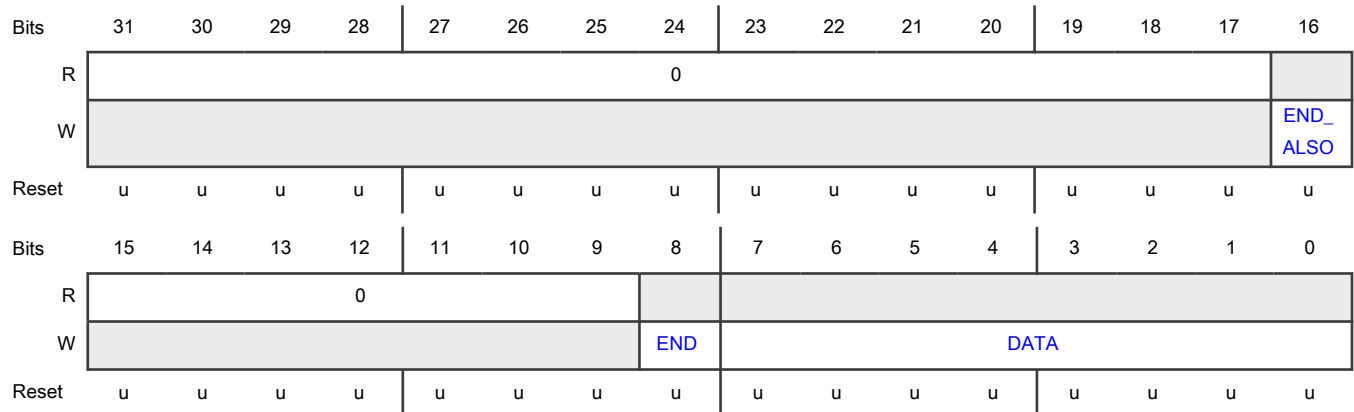 Bits 31 30 29 28 27 26 25 24 23 22 21 20 19 18 17 16
R 0
W END_
ALSO
Reset u u u u u u u u u u u u u u u u
Bits 15 14 13 12 11 10 9 8 7 6 5 4 3 2 1 0
R 0
W END DATA
Reset u u u u u u u u u u u u u u u u